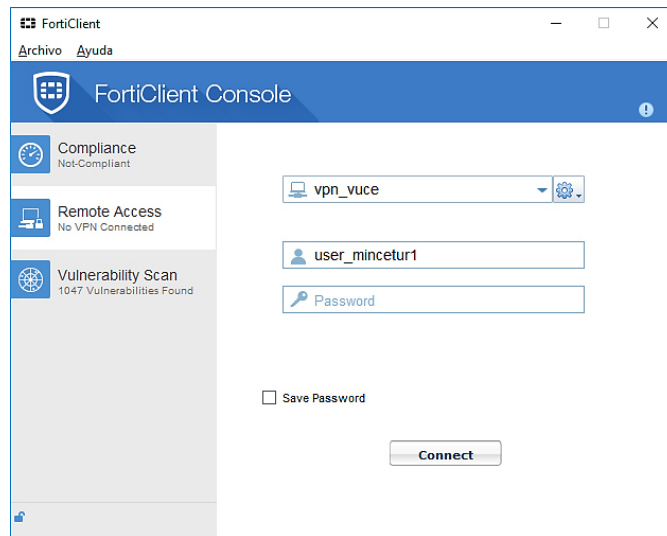 FortiClient
Archivo Ayuda
FortiClient Console
Compliance
Not-Compliant
Remote Access
No VPN Connected
Vulnerability Scan
1047 Vulnerabilities Found
vpn_vuce
user_mincetur1
Password
Save Password
Connect